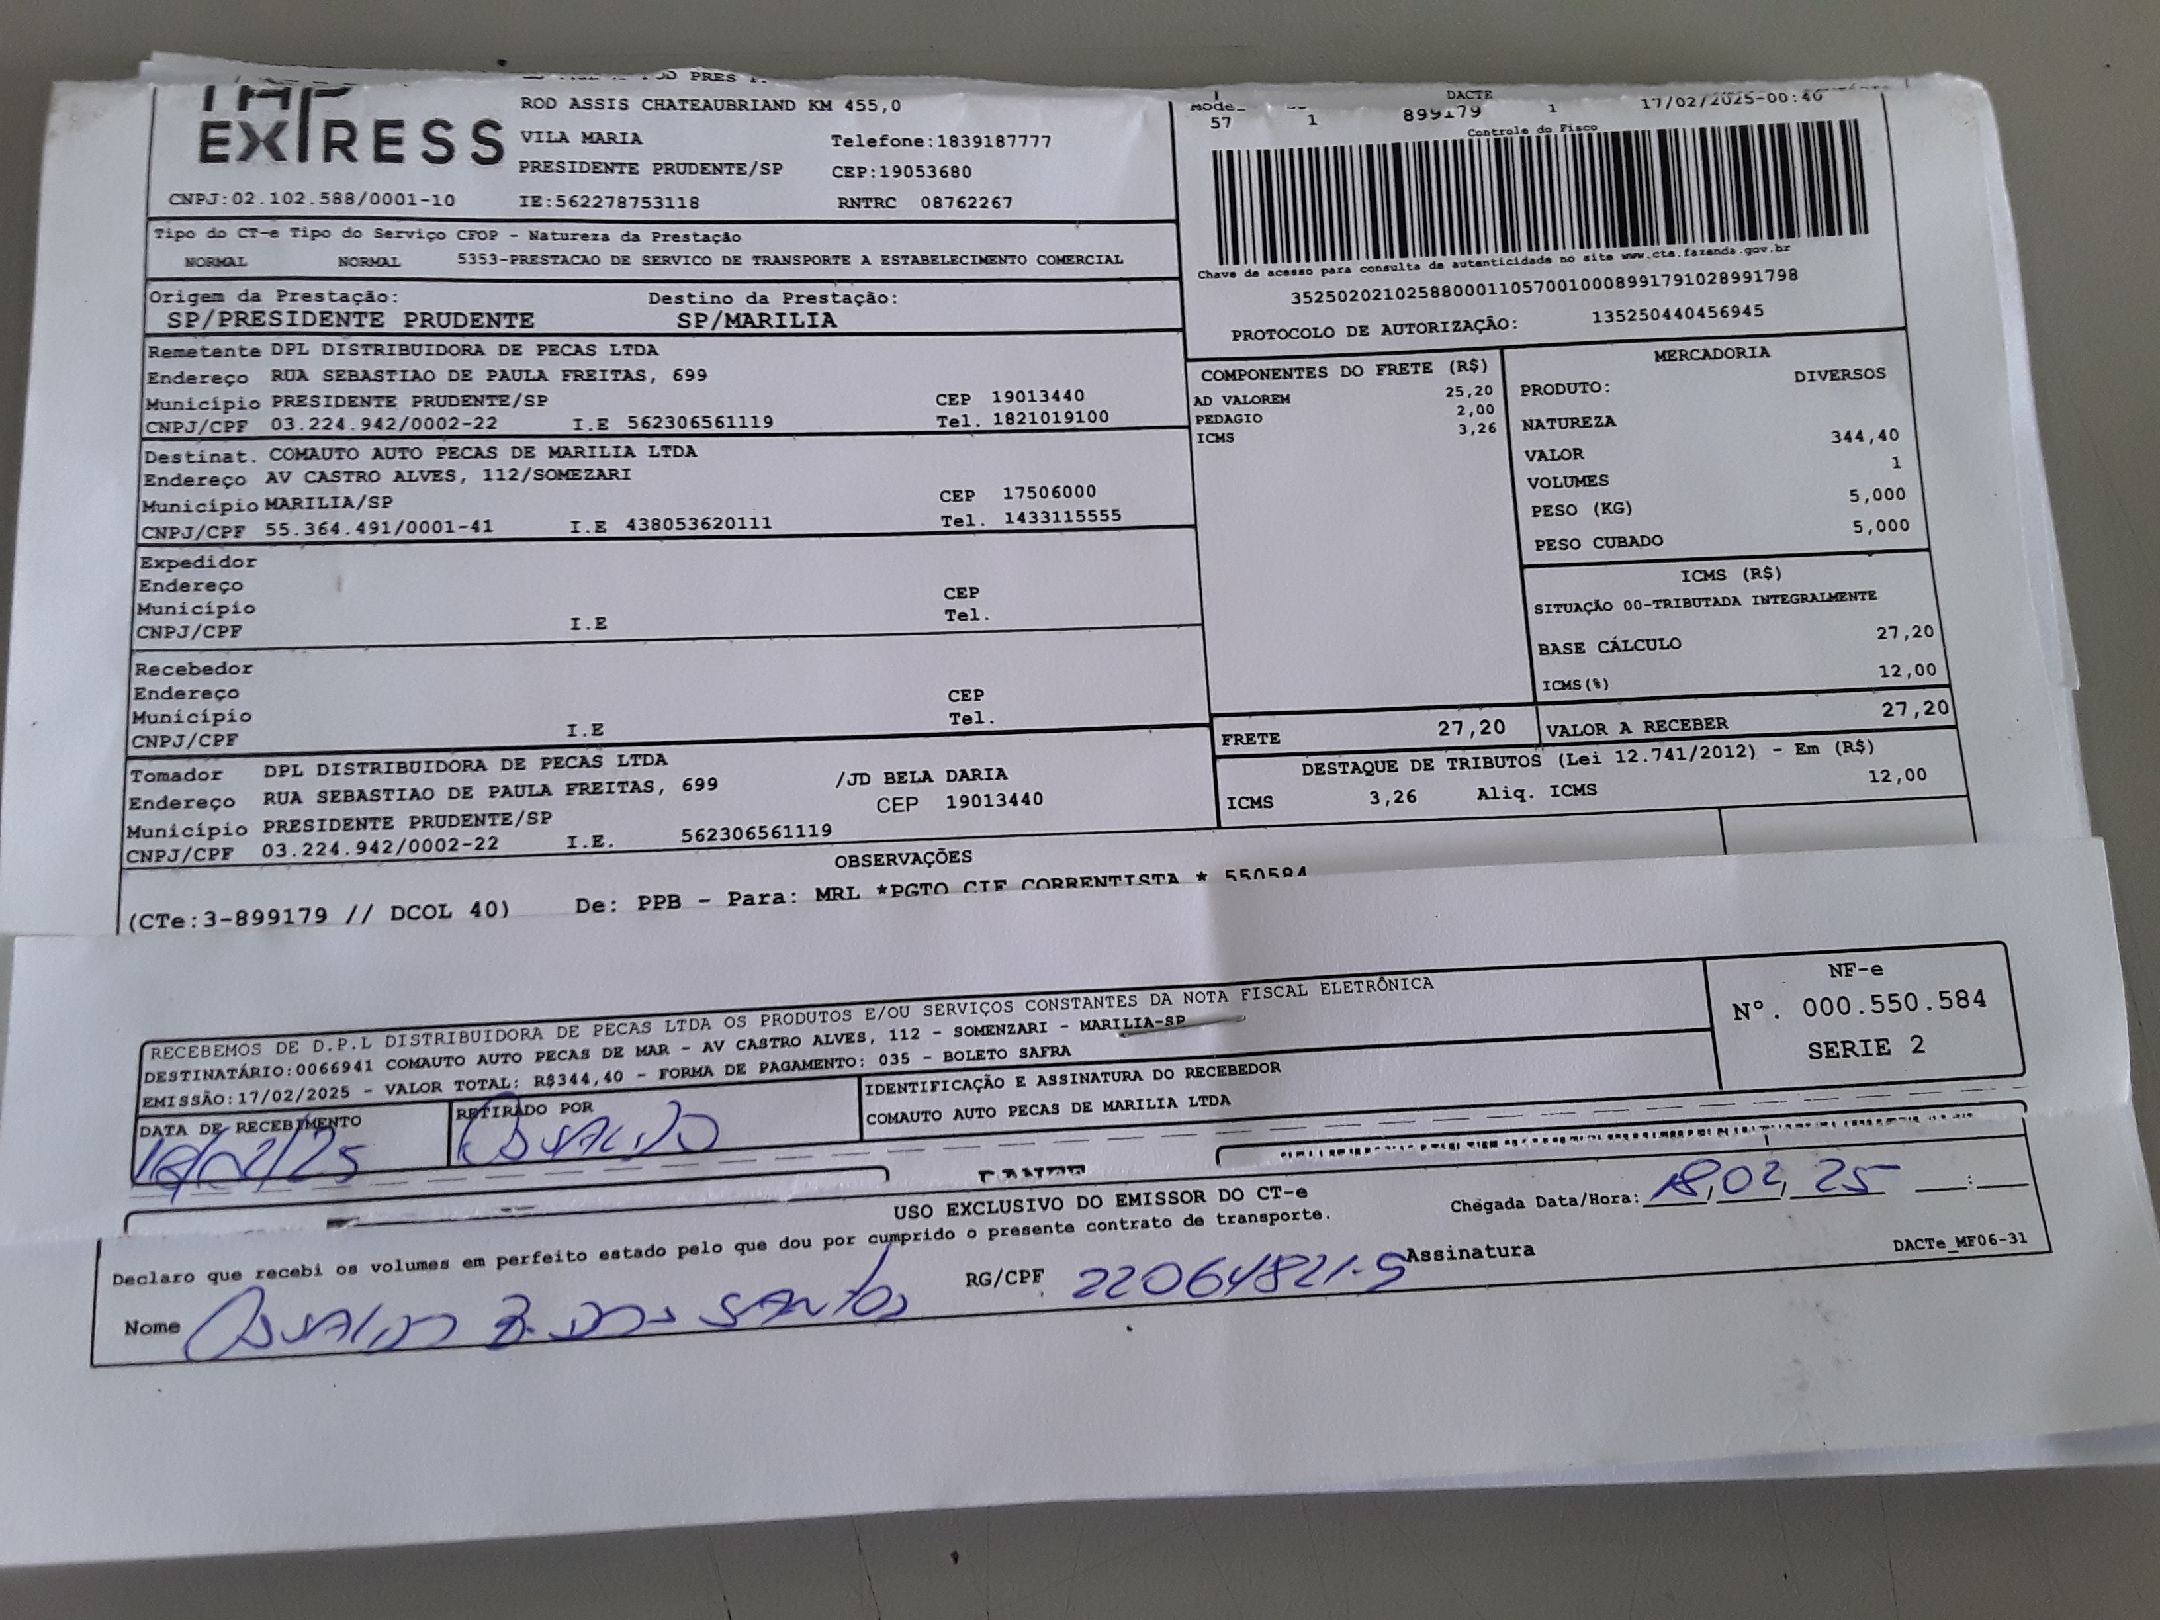 TAP
EXPRESS
ROD ASSIS CHATEAUBRIAND KM 455,0
VILA MARIA Telefone:1839187777
PRESIDENTE PRUDENTE/SP CEP:19053680
CNPJ:02.102.588/0001-10 IE:562278753118 RNTRC 08762267
DACTE
57 1 899179 1 17/02/2025-00:40
Controle do Fisco
Chave de acesso para consulta de autenticidade no site www.cte.fazenda.gov.br
35250202102588000110570010008991791028991798
PROTOCOLO DE AUTORIZAÇÃO: 135250440456945
Tipo do CT-e Tipo do Serviço CFOP - Natureza da Prestação
NORMAL NORMAL 5353-PRESTACAO DE SERVICO DE TRANSPORTE A ESTABELECIMENTO COMERCIAL
Origem da Prestação: Destino da Prestação:
SP/PRESIDENTE PRUDENTE SP/MARILIA
Remetente DPL DISTRIBUIDORA DE PECAS LTDA
Endereço RUA SEBASTIAO DE PAULA FREITAS, 699
Município PRESIDENTE PRUDENTE/SP CEP 19013440
CNPJ/CPF 03.224.942/0002-22 I.E 562306561119 Tel. 1821019100
Destinat. COMAUTO AUTO PECAS DE MARILIA LTDA
Endereço AV CASTRO ALVES, 112/SOMEZARI
Município MARILIA/SP CEP 17506000
CNPJ/CPF 55.364.491/0001-41 I.E 438053620111 Tel. 1433115555
Expedidor
Endereço CEP
Município Tel.
CNPJ/CPF I.E
Recebedor
Endereço CEP
Município Tel.
CNPJ/CPF I.E
Tomador DPL DISTRIBUIDORA DE PECAS LTDA
Endereço RUA SEBASTIAO DE PAULA FREITAS, 699 /JD BELA DARIA
Município PRESIDENTE PRUDENTE/SP CEP 19013440
CNPJ/CPF 03.224.942/0002-22 I.E. 562306561119
COMPONENTES DO FRETE (R$)
AD VALOREM 25,20
PEDAGIO 2,00
ICMS 3,26
MERCADORIA
PRODUTO: DIVERSOS
NATUREZA
VALOR 344,40
VOLUMES 1
PESO (KG) 5,000
PESO CUBADO 5,000
ICMS (R$)
SITUAÇÃO 00-TRIBUTADA INTEGRALMENTE
BASE CÁLCULO 27,20
ICMS(%) 12,00
FRETE 27,20 VALOR A RECEBER 27,20
DESTAQUE DE TRIBUTOS (Lei 12.741/2012) - Em (R$)
ICMS 3,26 Aliq. ICMS 12,00
OBSERVAÇÕES
(CTe:3-899179 // DCOL 40) De: PPB - Para: MRL *PGTO CIF CORRENTISTA * 550584
RECEBEMOS DE D.P.L DISTRIBUIDORA DE PECAS LTDA OS PRODUTOS E/OU SERVIÇOS CONSTANTES DA NOTA FISCAL ELETRÔNICA
DESTINATÁRIO:0066941 COMAUTO AUTO PECAS DE MAR - AV CASTRO ALVES, 112 - SOMENZARI - MARILIA-SP
EMISSÃO:17/02/2025 - VALOR TOTAL: R$344,40 - FORMA DE PAGAMENTO: 035 - BOLETO SAFRA
NF-e
Nº. 000.550.584
SERIE 2
DATA DE RECEBIMENTO RETIRADO POR IDENTIFICAÇÃO E ASSINATURA DO RECEBEDOR
COMAUTO AUTO PECAS DE MARILIA LTDA
18/02/25 OSVALDO
USO EXCLUSIVO DO EMISSOR DO CT-e
Declaro que recebi os volumes em perfeito estado pelo que dou por cumprido o presente contrato de transporte.
Chegada Data/Hora: 18,02,25 :
Nome OSVALDO B. DOS SANTOS RG/CPF 22064821-5 Assinatura
DACTe_MF06-31